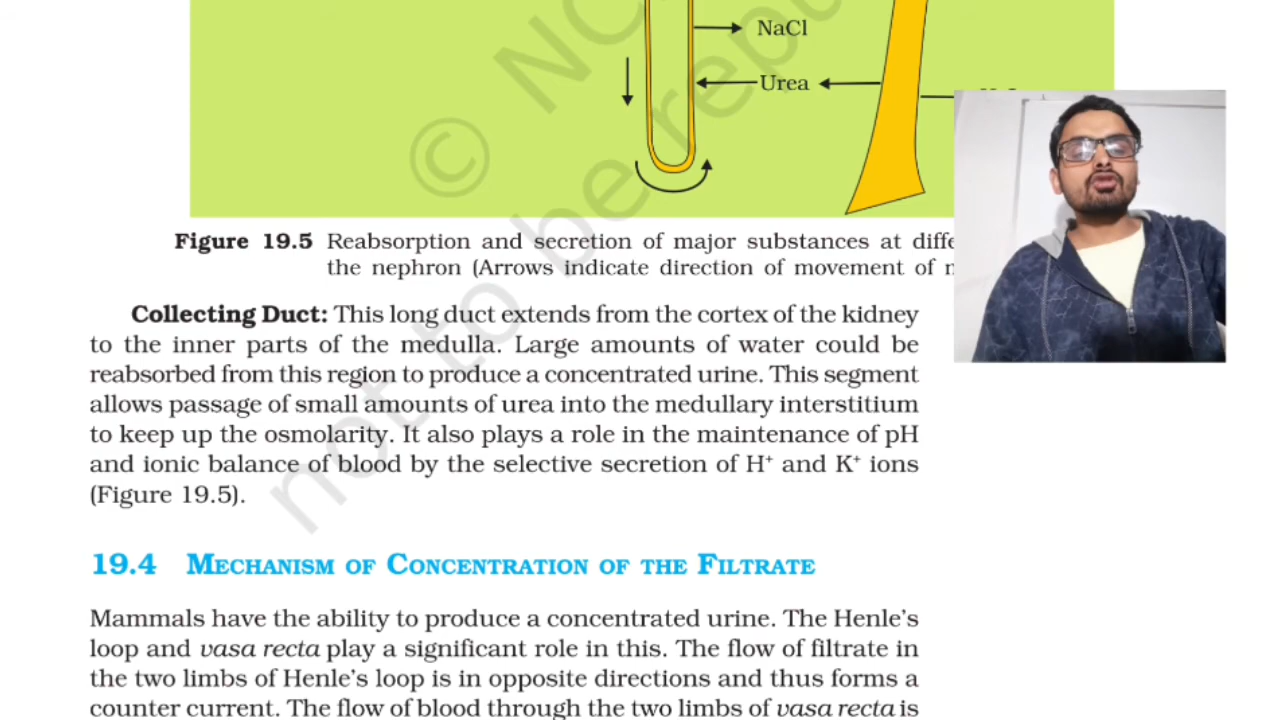 NaCl
Urea
Figure 19.5 Reabsorption and secretion of major substances at diffe
the nephron (Arrows indicate direction of movement of
Collecting Duct: This long duct extends from the cortex of the kidney
to the inner parts of the medulla. Large amounts of water could be
reabsorbed from this region to produce a concentrated urine. This segment
allows passage of small amounts of urea into the medullary interstitium
to keep up the osmolarity. It also plays a role in the maintenance of pH
and ionic balance of blood by the selective secretion of H⁺ and K⁺ ions
(Figure 19.5).
19.4 MECHANISM OF CONCENTRATION OF THE FILTRATE
Mammals have the ability to produce a concentrated urine. The Henle's
loop and vasa recta play a significant role in this. The flow of filtrate in
the two limbs of Henle's loop is in opposite directions and thus forms a
counter current. The flow of blood through the two limbs of vasa recta is
© NC
not to be repu